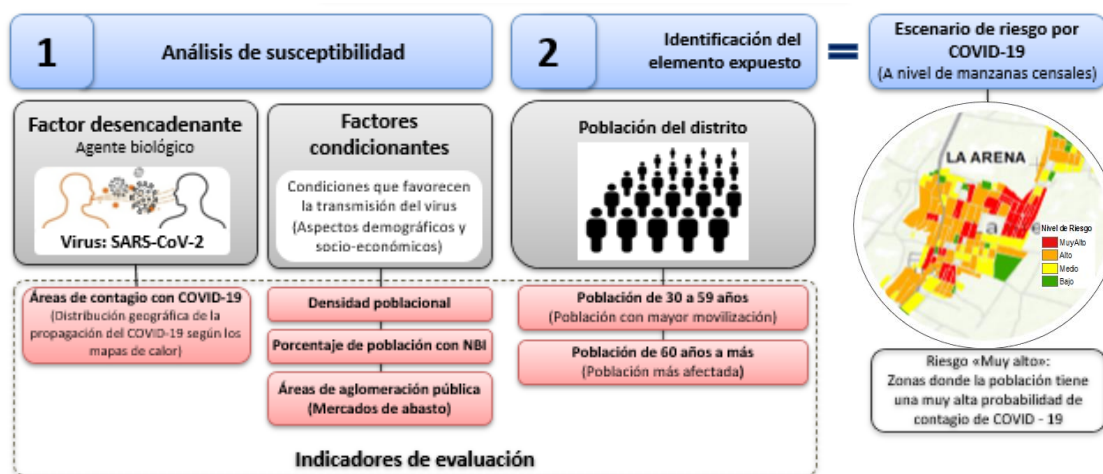 1
Análisis de susceptibilidad
2
Identificación del
elemento expuesto
=
Escenario de riesgo por
COVID-19
(A nivel de manzanas censales)
Factor desencadenante
Agente biológico
Virus: SARS-CoV-2
Factores
condicionantes
Condiciones que favorecen
la transmisión del virus
(Aspectos demográficos y
socio-económicos)
Población del distrito
LA ARENA
a
Nivel de Riesgo
Muy Alto
Alto
Medo
Bajo
Áreas de contagio con COVID-19
(Distribución geográfica de la
propagación del COVID-19 según los
mapas de calor)
Densidad poblacional
Porcentaje de población con NBI
Áreas de aglomeración pública
(Mercados de abasto)
Población de 30 a 59 años
(Población con mayor movilización)
Población de 60 años a más
(Población más afectada)
Riesgo «Muy alto»:
Zonas donde la población tiene
una muy alta probabilidad de
contagio de COVID - 19
Indicadores de evaluación